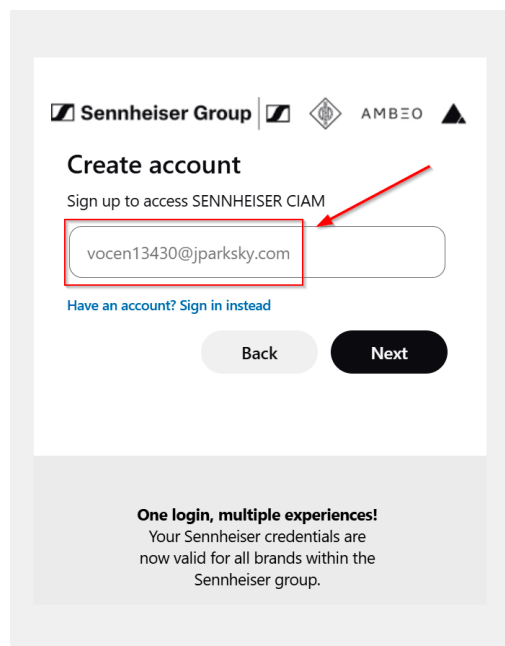 Sennheiser Group
AMBEO
Create account
Sign up to access SENNHEISER CIAM
vocen13430@jparksky.com
Have an account? Sign in instead
Back
Next
One login, multiple experiences!
Your Sennheiser credentials are
now valid for all brands within the
Sennheiser group.